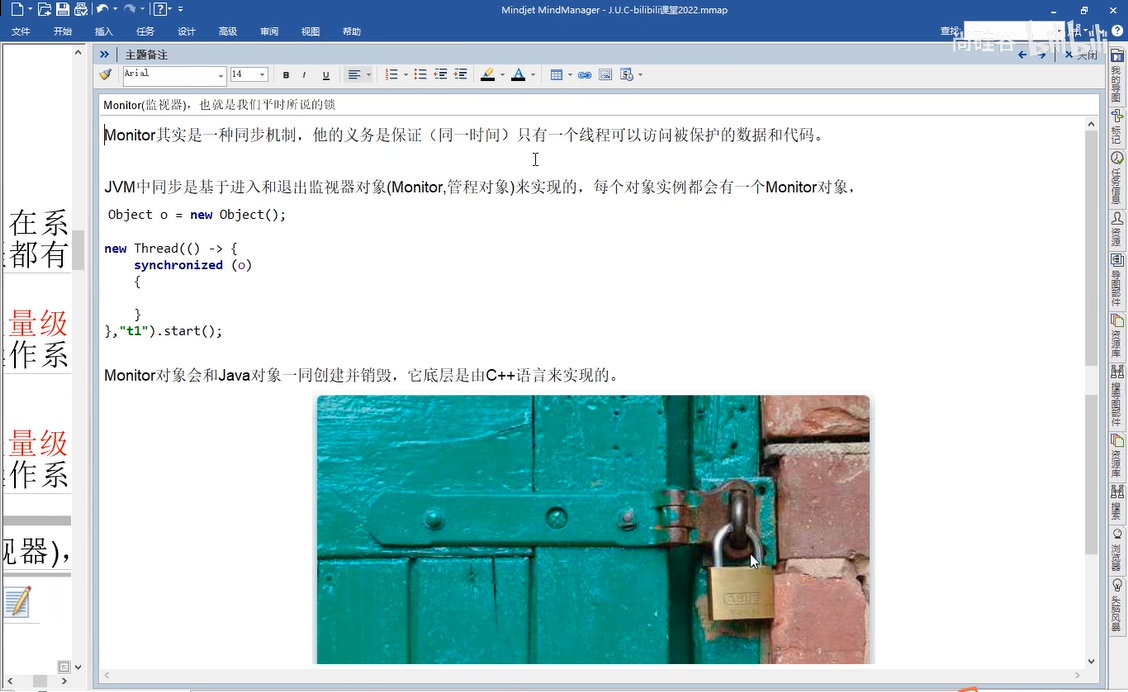 Mindjet MindManager - J.U.C-bilibili课堂2022.mmap
文件 开始 插入 任务 设计 高级 审阅 视图 帮助 查找
尚硅谷 bilibili
主题备注 关闭
Arial 14 B I U
Monitor(监视器)，也就是我们平时所说的锁
Monitor其实是一种同步机制，他的义务是保证（同一时间）只有一个线程可以访问被保护的数据和代码。
JVM中同步是基于进入和退出监视器对象(Monitor,管程对象)来实现的，每个对象实例都会有一个Monitor对象，
Object o = new Object();
new Thread(() -> {
synchronized (o)
{
}
},"t1").start();
Monitor对象会和Java对象一同创建并销毁，它底层是由C++语言来实现的。
在系
都有
量级
作系
量级
作系
视器)，
我的导图
标记
任务信息
资源
导图部件
资源库
搜寻图部件
资源库
搜索
浏览器
头脑风暴